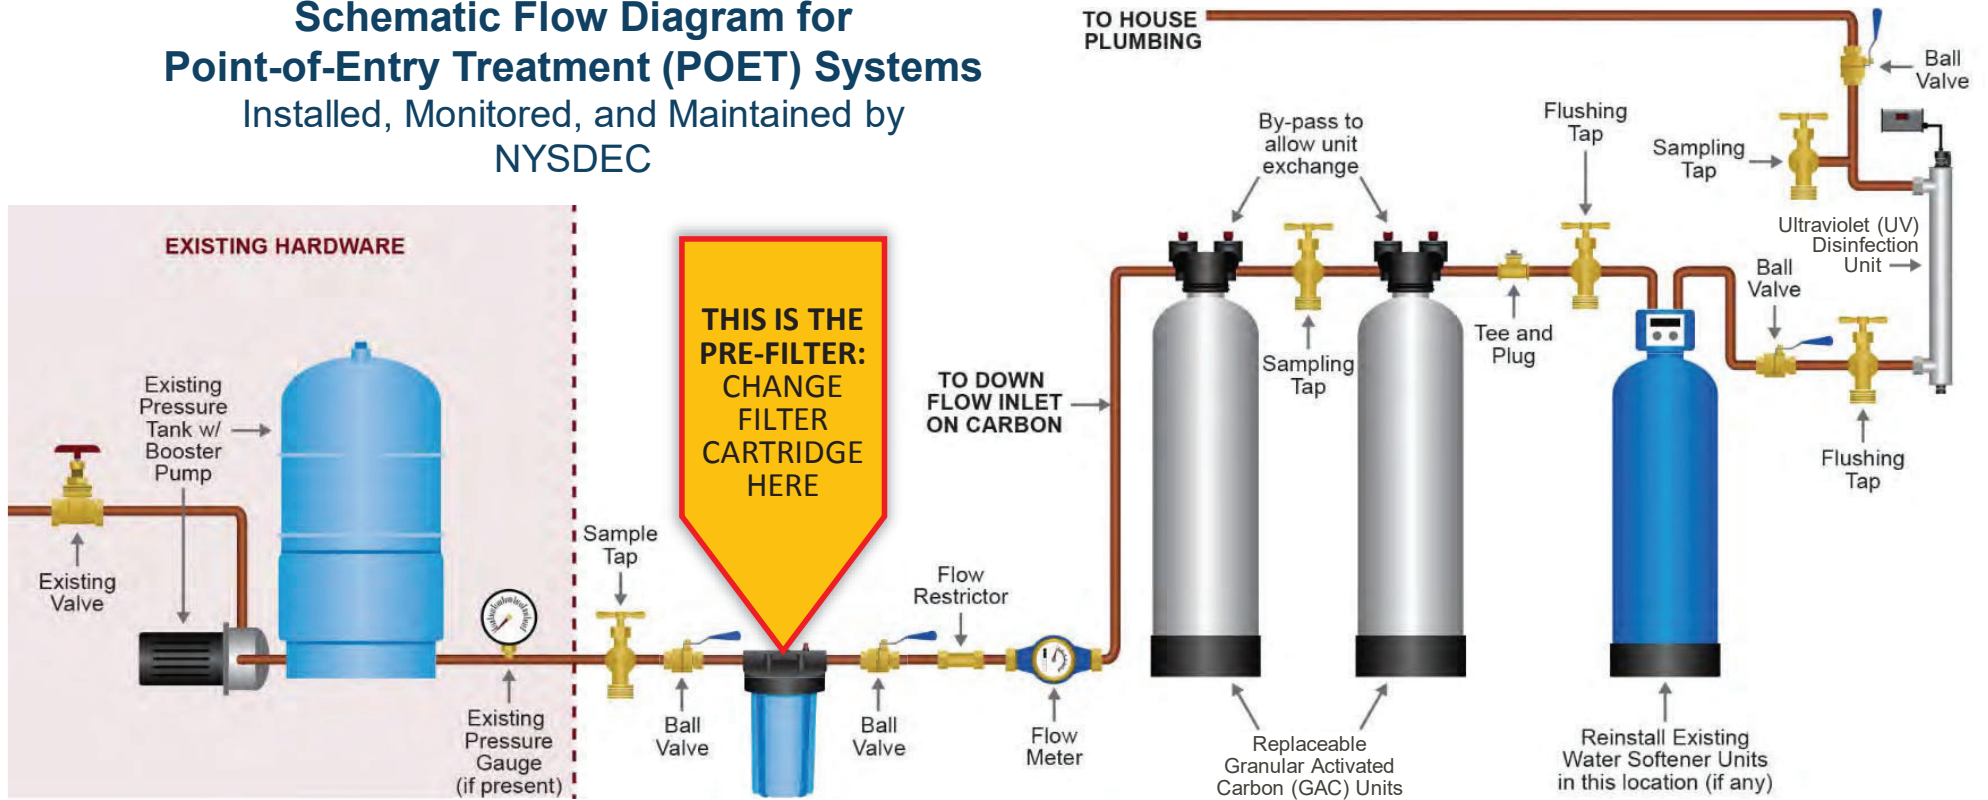 Schematic Flow Diagram for
Point-of-Entry Treatment (POET) Systems
Installed, Monitored, and Maintained by
NYSDEC
TO HOUSE
PLUMBING
Ball
Valve
Flushing
Tap
By-pass to
allow unit
exchange
Sampling
Tap
Ultraviolet (UV)
Disinfection
Unit
EXISTING HARDWARE
Ball
Valve
THIS IS THE
PRE-FILTER:
CHANGE
FILTER
CARTRIDGE
HERE
Tee and
Plug
Sampling
Tap
TO DOWN
FLOW INLET
ON CARBON
Existing
Pressure
Tank w/
Booster
Pump
Flushing
Tap
Sample
Tap
Existing
Valve
Flow
Restrictor
Existing
Pressure
Gauge
(if present)
Ball
Valve
Ball
Valve
Flow
Meter
Replaceable
Granular Activated
Carbon (GAC) Units
Reinstall Existing
Water Softener Units
in this location (if any)